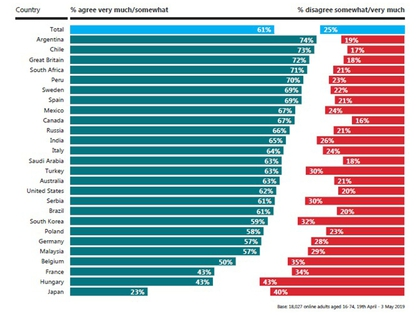 Country % agree very much/somewhat % disagree somewhat/very much
Total 61% 25%
Argentina 74% 19%
Chile 73% 17%
Great Britain 72% 18%
South Africa 71% 21%
Peru 70% 23%
Sweden 69% 22%
Spain 69% 21%
Mexico 67% 24%
Canada 67% 16%
Russia 66% 21%
India 65% 26%
Italy 64% 24%
Saudi Arabia 63% 18%
Turkey 63% 30%
Australia 63% 21%
United States 62% 20%
Serbia 61% 30%
Brazil 61% 20%
South Korea 59% 32%
Poland 58% 23%
Germany 57% 28%
Malaysia 57% 29%
Belgium 50% 35%
France 43% 34%
Hungary 43% 43%
Japan 23% 40%
Base: 18,027 online adults aged 16-74, 19th April - 3 May 2019